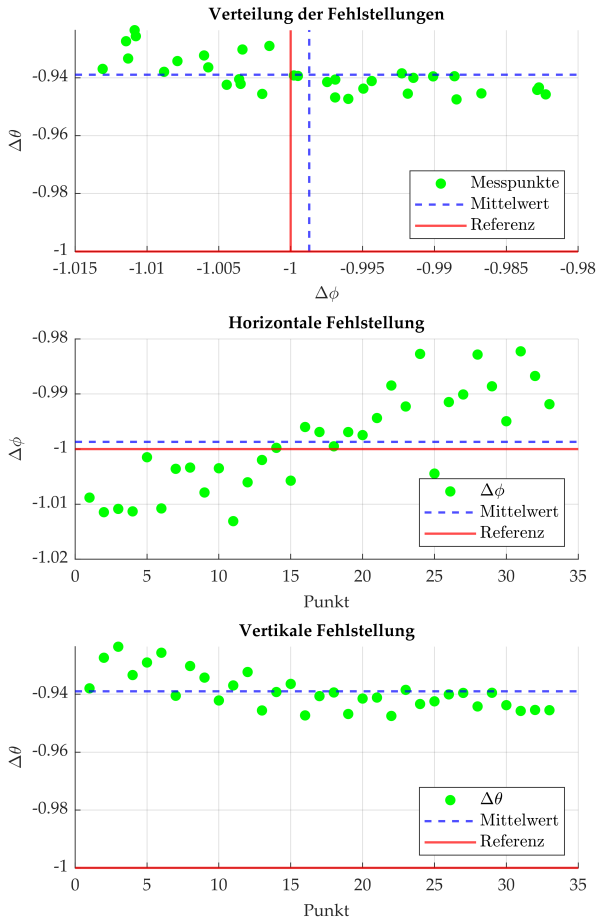 Verteilung der Fehlstellungen
-0.94
-0.96
-0.98
-1
Δθ
Messpunkte
Mittelwert
Referenz
-1.015 -1.01 -1.005 -1 -0.995 -0.99 -0.985 -0.98
Δϕ
Horizontale Fehlstellung
-0.98
-0.99
-1
-1.01
-1.02
Δϕ
Δϕ
Mittelwert
Referenz
0 5 10 15 20 25 30 35
Punkt
Vertikale Fehlstellung
-0.94
-0.96
-0.98
-1
Δθ
Δθ
Mittelwert
Referenz
0 5 10 15 20 25 30 35
Punkt